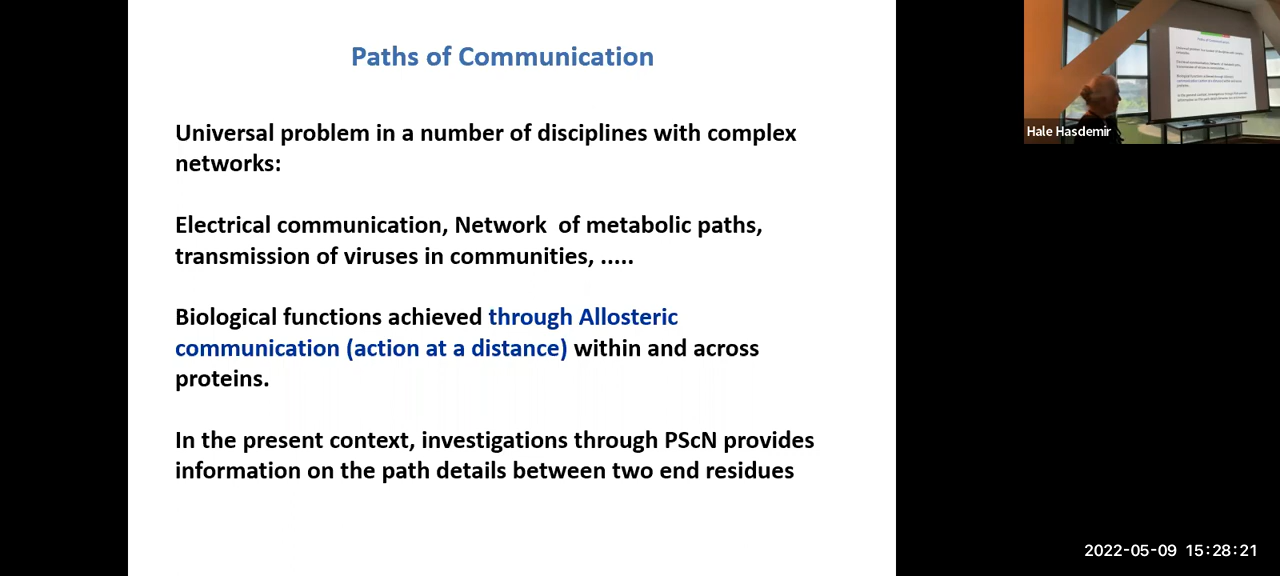 Paths of Communication
Universal problem in a number of disciplines with complex
networks:
Electrical communication, Network of metabolic paths,
transmission of viruses in communities, .....
Biological functions achieved through Allosteric
communication (action at a distance) within and across
proteins.
In the present context, investigations through PScN provides
information on the path details between two end residues
Hale Hasdemir
2022-05-09 15:28:21